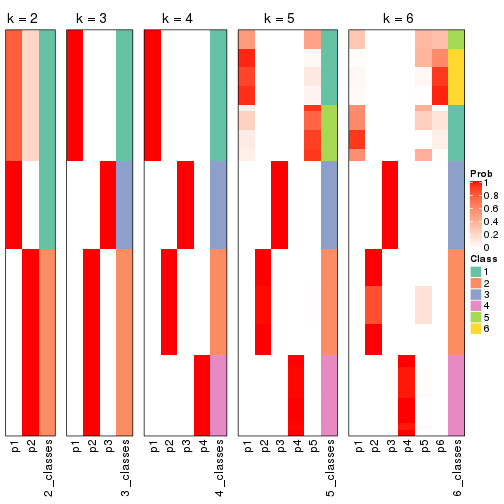 k = 2
k = 3
k = 4
k = 5
k = 6
Prob
1
0.8
0.6
0.4
0.2
0
Class
1
2
3
4
5
6
p1
p2
2_classes
p1
p2
p3
3_classes
p1
p2
p3
p4
4_classes
p1
p2
p3
p4
p5
5_classes
p1
p2
p3
p4
p5
p6
6_classes